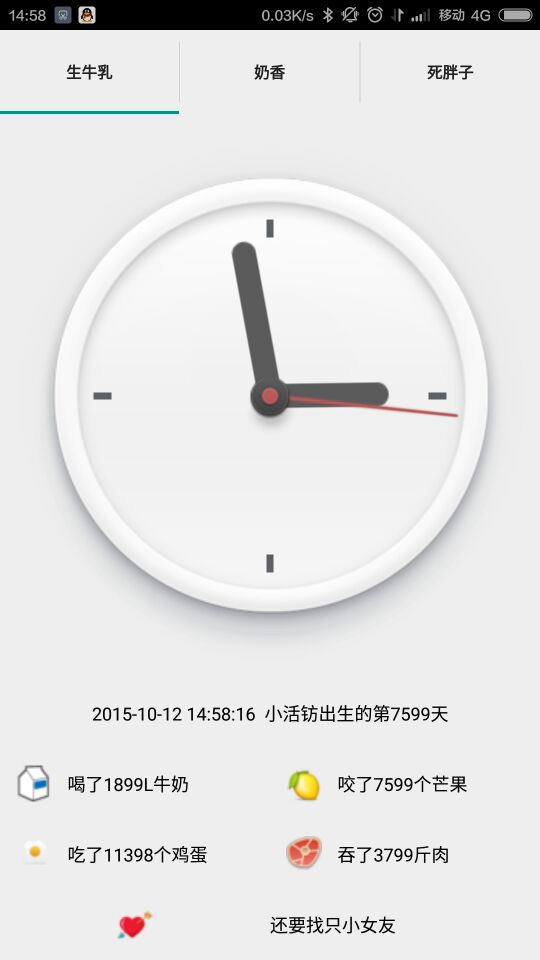 14:58 0.03K/s 移动 4G
生牛乳 奶香 死胖子
2015-10-12 14:58:16 小活钫出生的第7599天
喝了1899L牛奶 咬了7599个芒果
吃了11398个鸡蛋 吞了3799斤肉
还要找只小女友